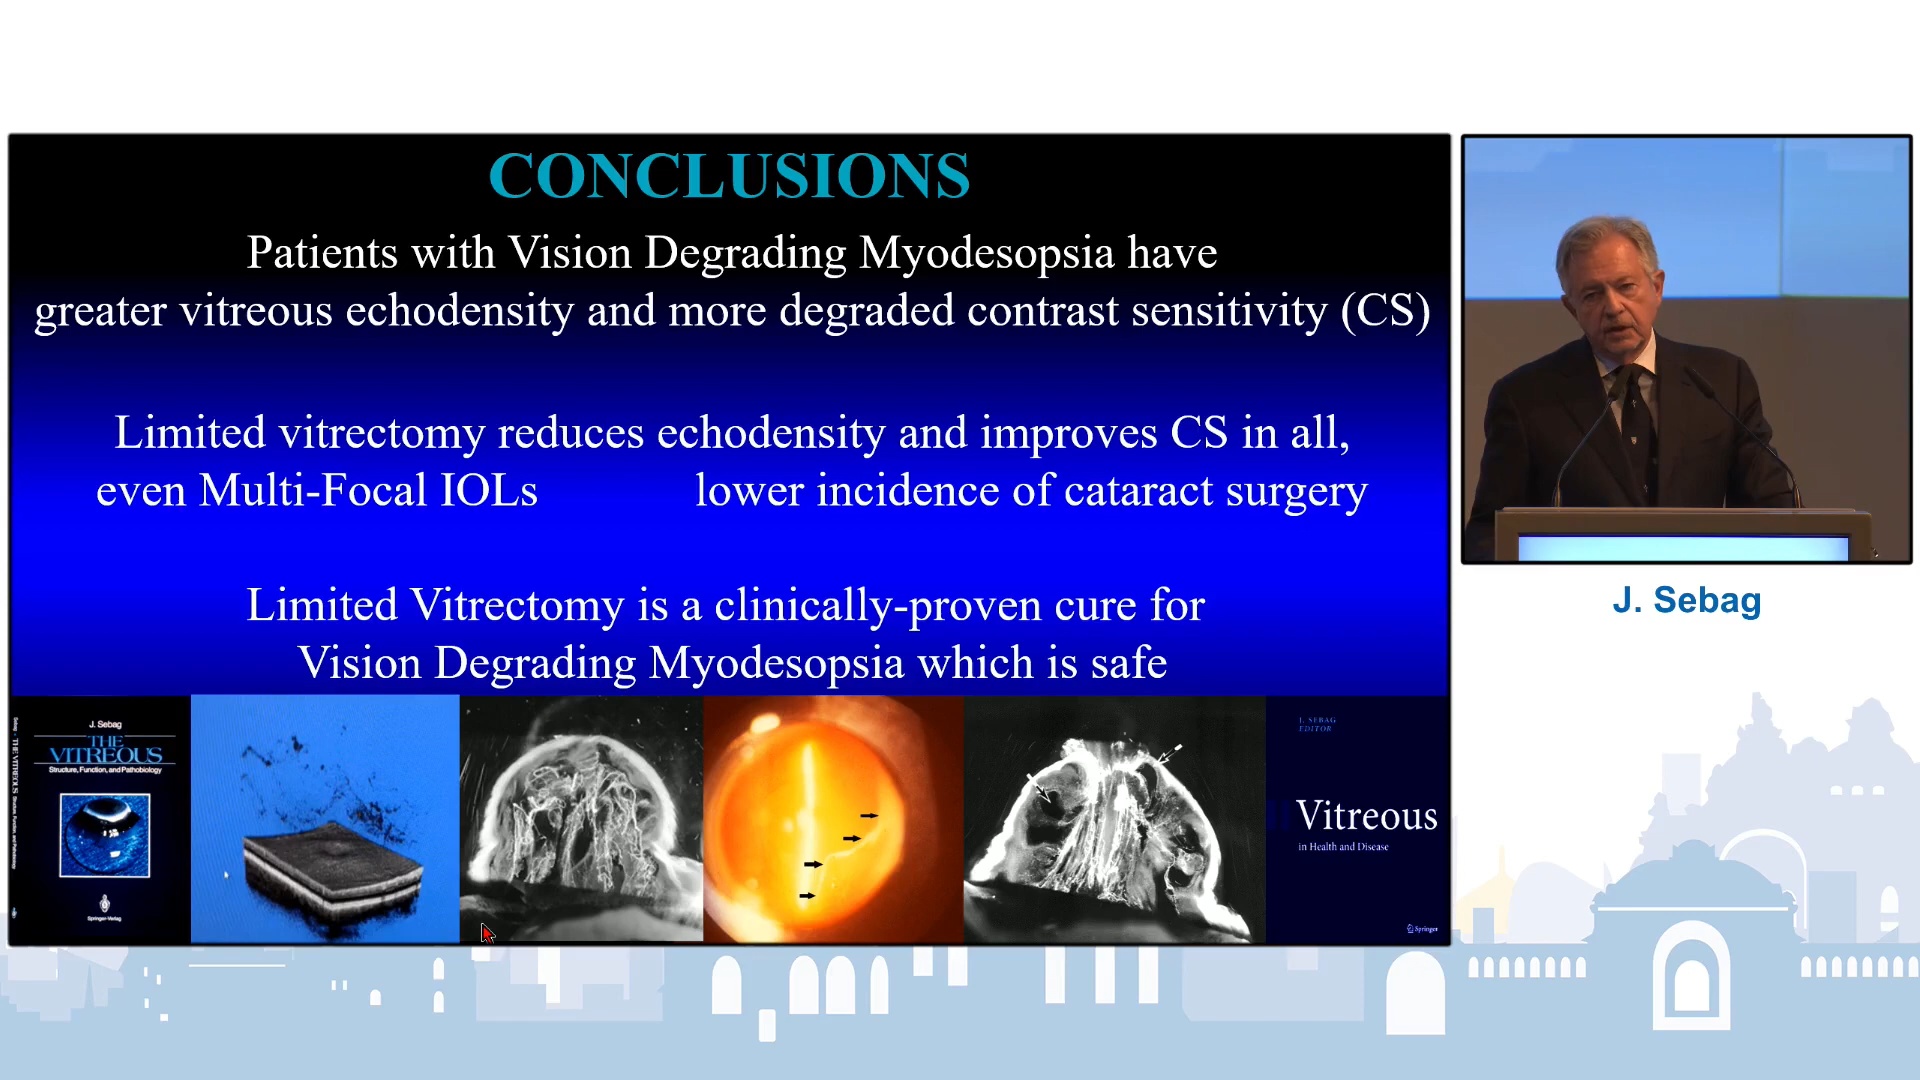 CONCLUSIONS
Patients with Vision Degrading Myodesopsia have
greater vitreous echodensity and more degraded contrast sensitivity (CS)
Limited vitrectomy reduces echodensity and improves CS in all,
even Multi-Focal IOLs lower incidence of cataract surgery
Limited Vitrectomy is a clinically-proven cure for
Vision Degrading Myodesopsia which is safe
J. Sebag
THE
VITREOUS
Structure, Function, and Pathobiology
Springer-Verlag
J. SEBAG
EDITOR
Vitreous
in Health and Disease
Springer
J. Sebag